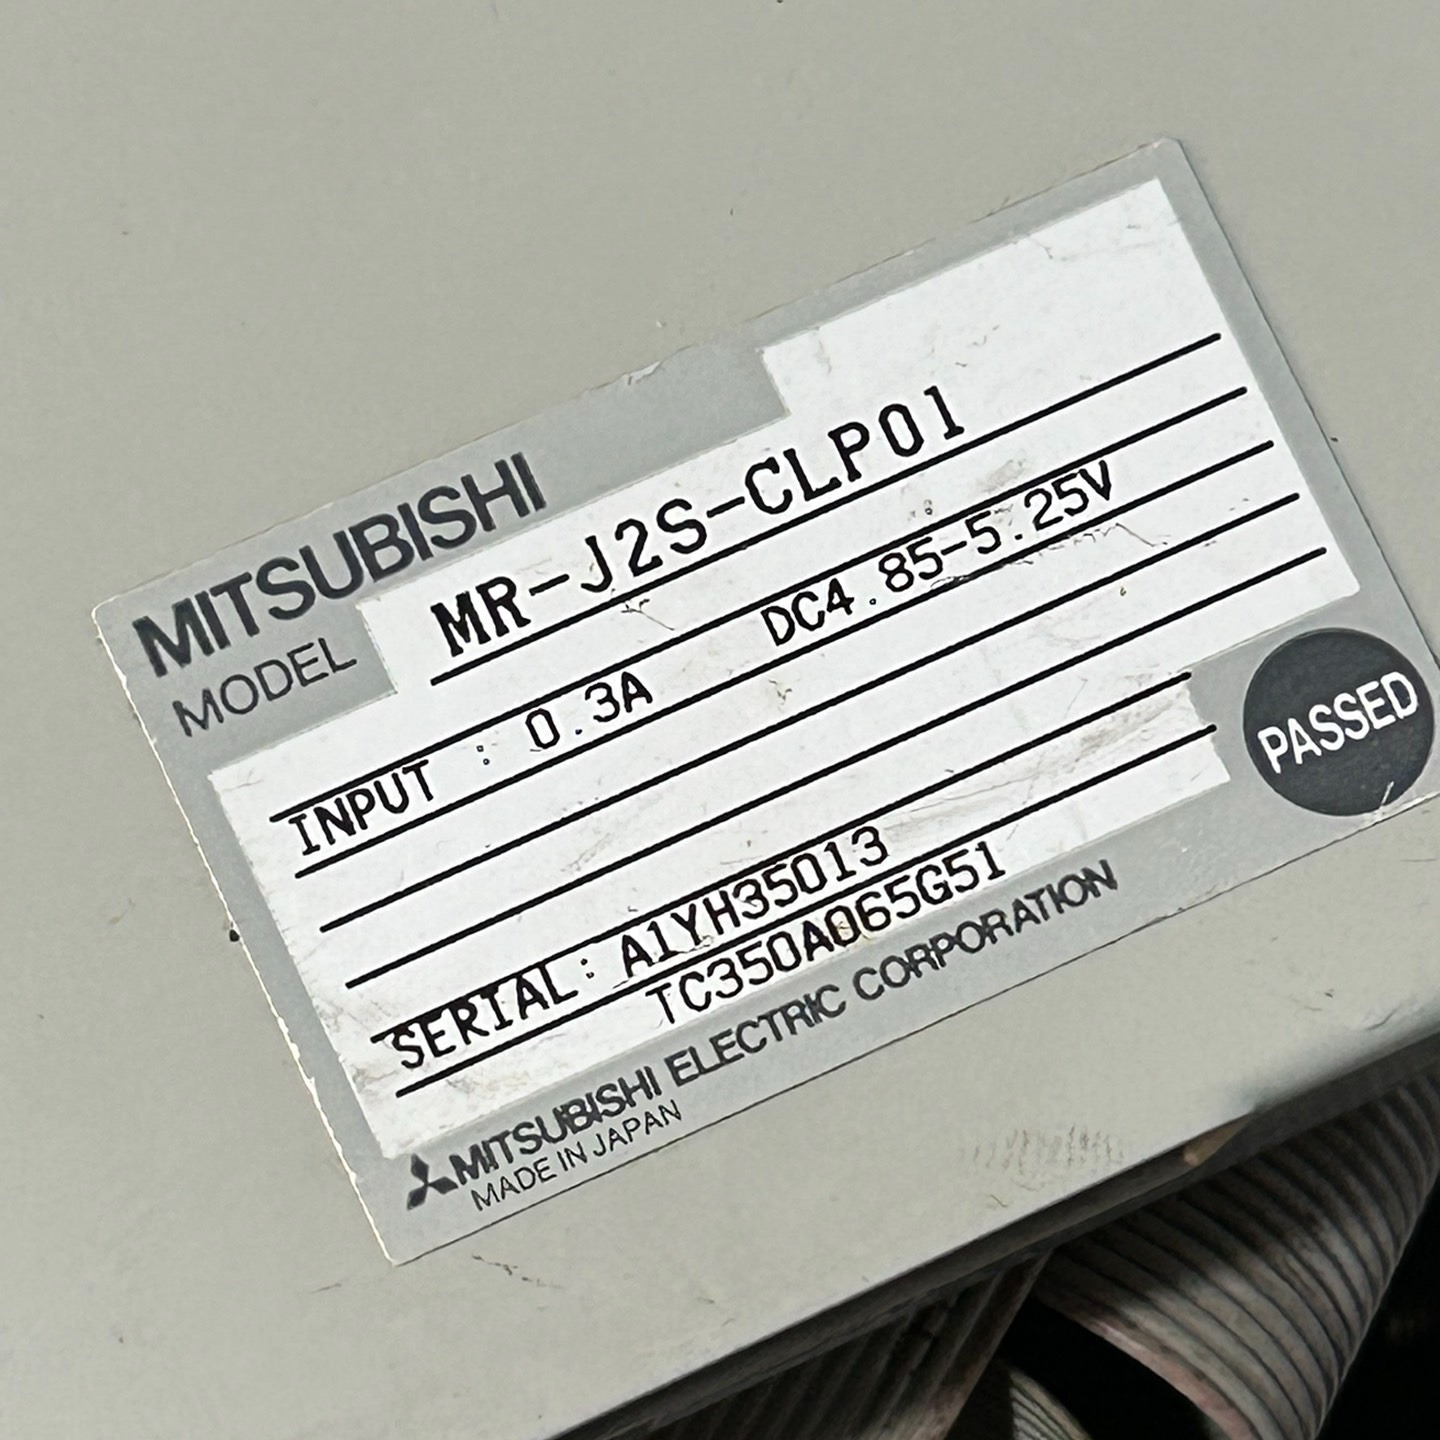 MITSUBISHI
MODEL MR-J2S-CLP01
INPUT : 0.3A DC4.85-5.25V
SERIAL: A1YH35013
TC350A065G51
PASSED
MITSUBISHI ELECTRIC CORPORATION
MADE IN JAPAN